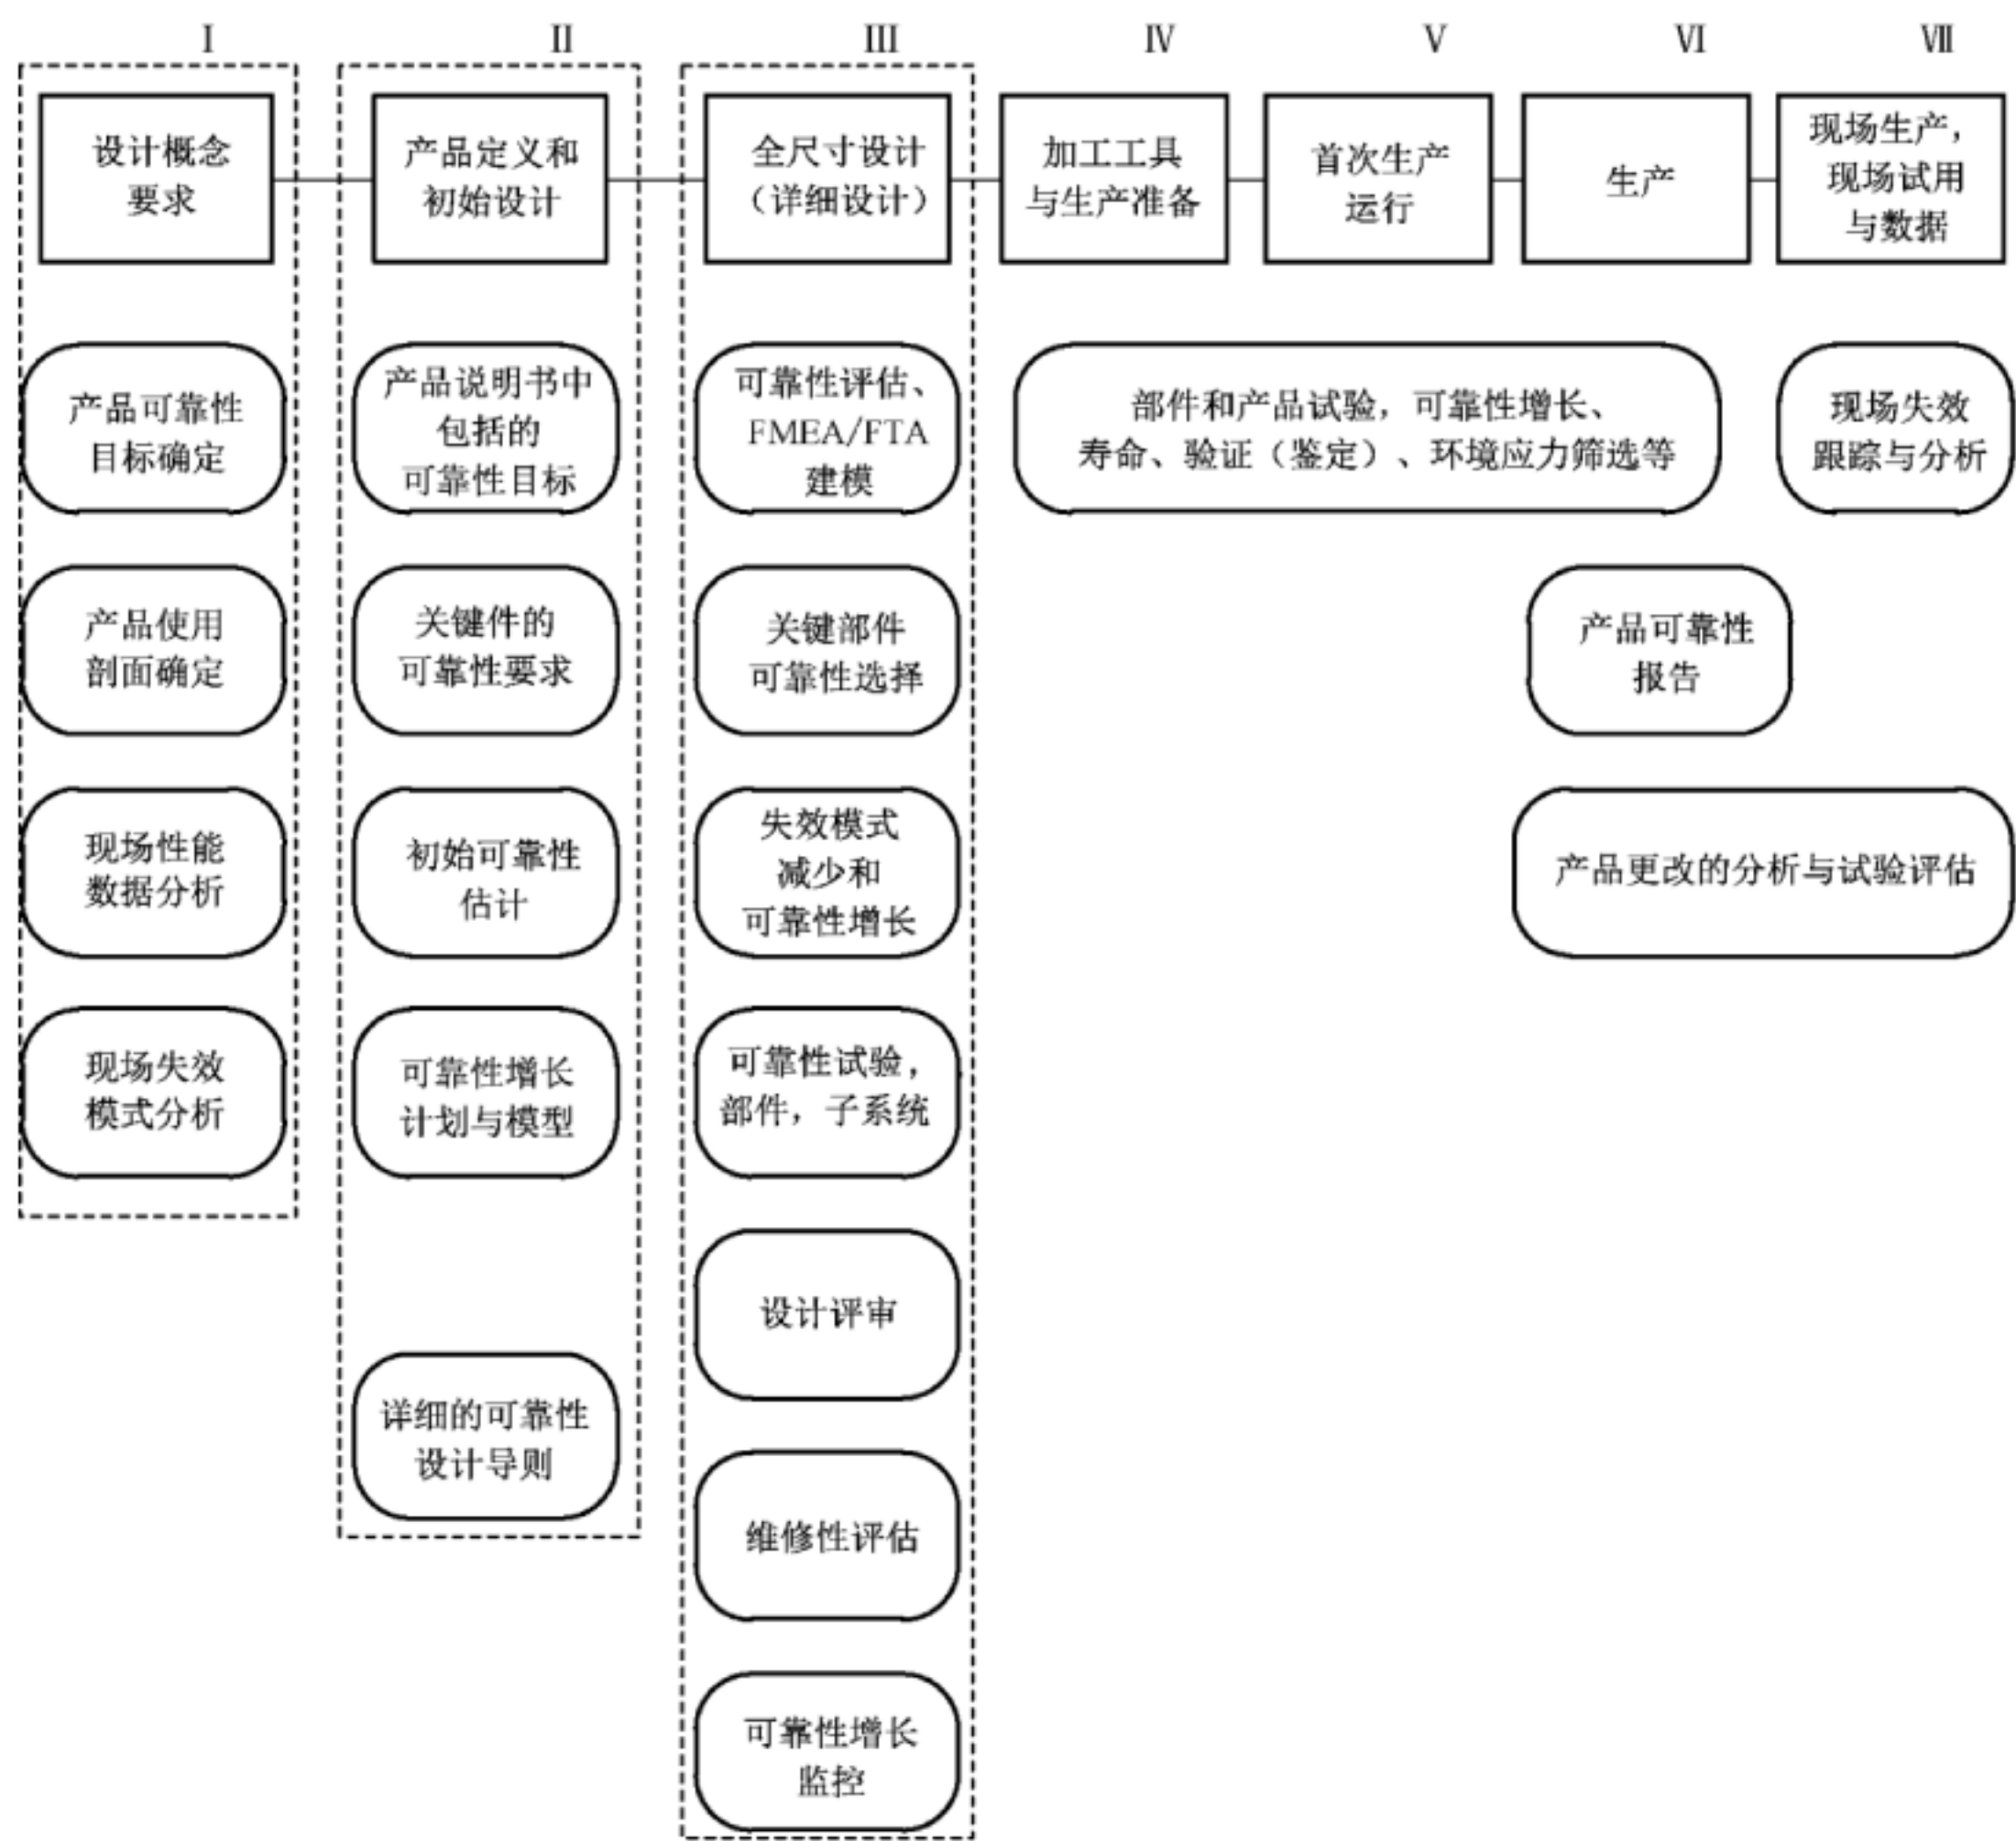 I
II
III
IV
V
VI
VII
设计概念
要求
产品定义和
初始设计
全尺寸设计
（详细设计）
加工工具
与生产准备
首次生产
运行
生产
现场生产，
现场试用
与数据
产品可靠性
目标确定
产品说明书中
包括的
可靠性目标
可靠性评估、
FMEA/FTA
建模
部件和产品试验，可靠性增长、
寿命、验证（鉴定）、环境应力筛选等
现场失效
跟踪与分析
产品使用
剖面确定
关键件的
可靠性要求
关键部件
可靠性选择
产品可靠性
报告
现场性能
数据分析
初始可靠性
估计
失效模式
减少和
可靠性增长
产品更改的分析与试验评估
现场失效
模式分析
可靠性增长
计划与模型
可靠性试验，
部件，子系统
设计评审
详细的可靠性
设计导则
维修性评估
可靠性增长
监控